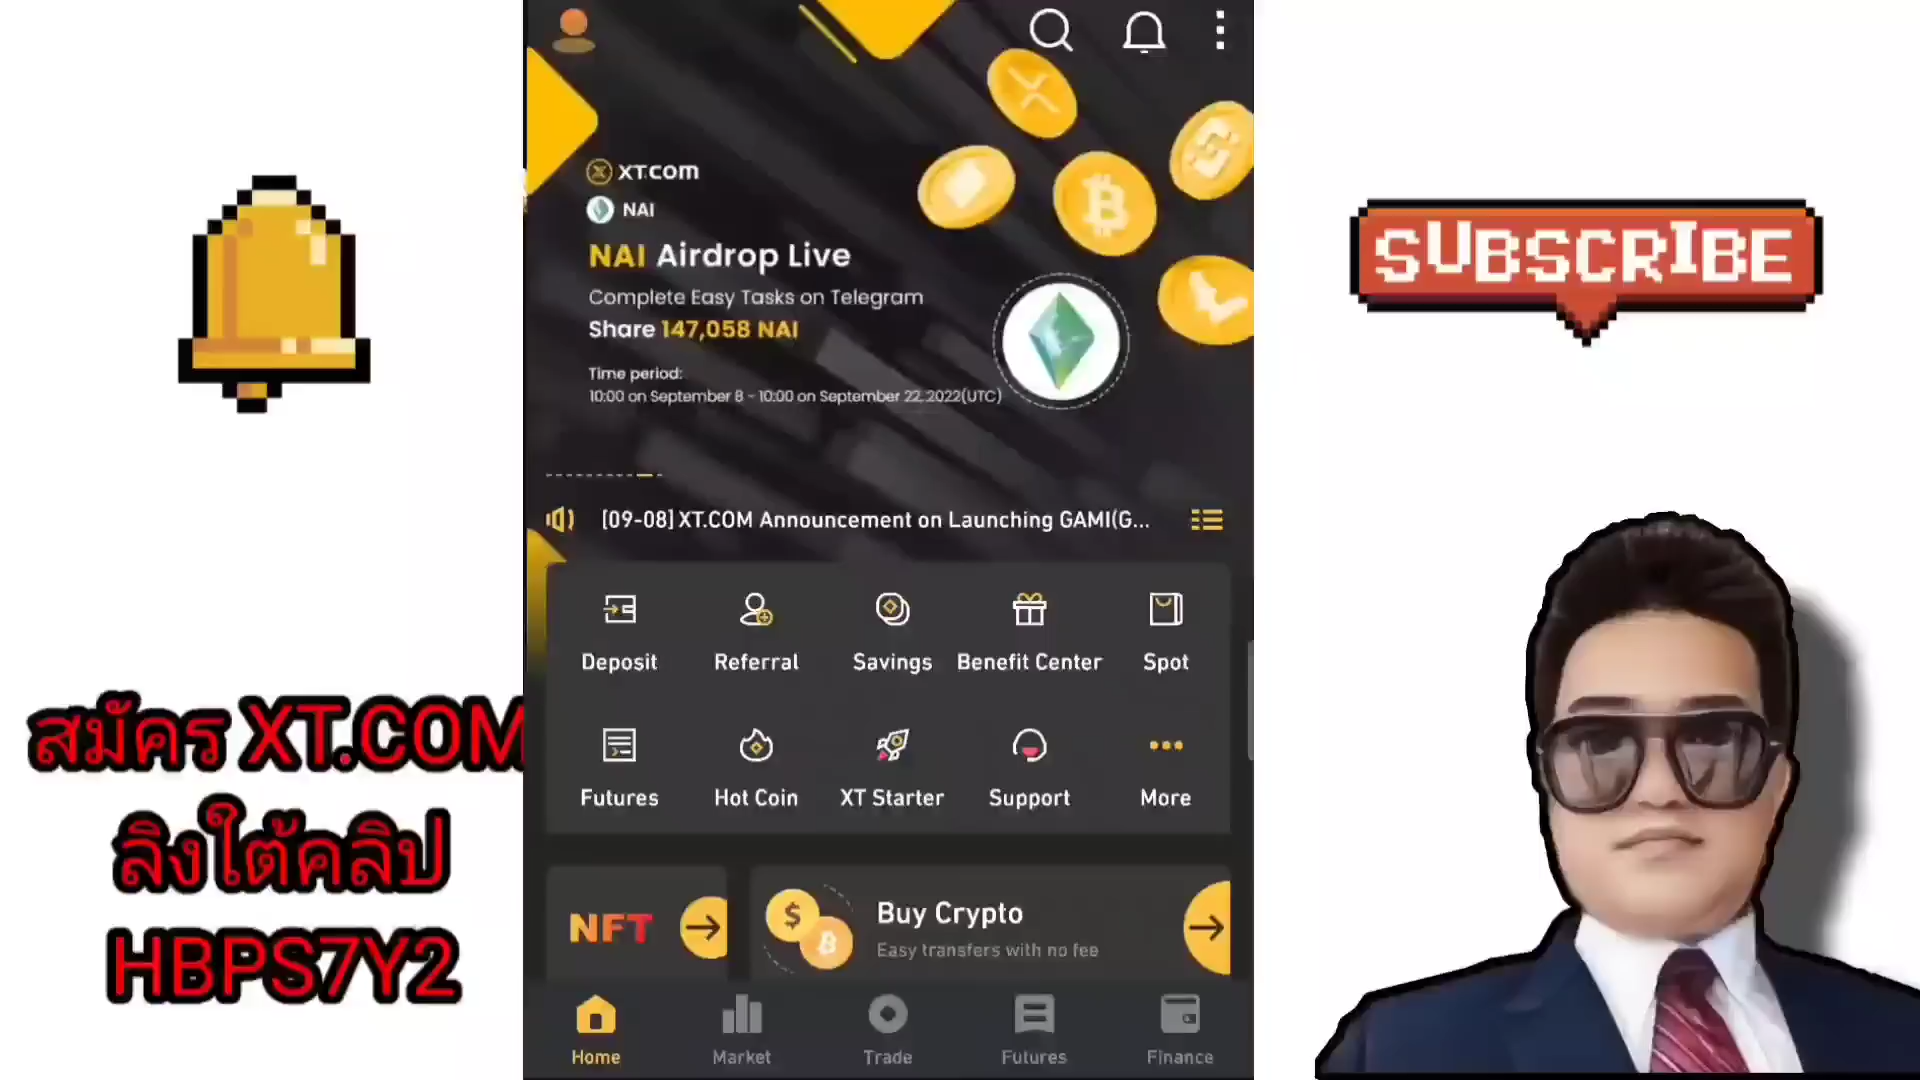 XT.COM
NAI
NAI Airdrop Live
Complete Easy Tasks on Telegram
Share 147,058 NAI
Time period:
10:00 on September 8 - 10:00 on September 22, 2022(UTC)
[09-08] XT.COM Announcement on Launching GAMI(G...
Deposit
Referral
Savings
Benefit Center
Spot
Futures
Hot Coin
XT Starter
Support
More
NFT
Buy Crypto
Easy transfers with no fee
Home
Market
Trade
Futures
Finance
สมัคร XT.COM
ลิงใต้คลิป
HBPS7Y2
SUBSCRIBE